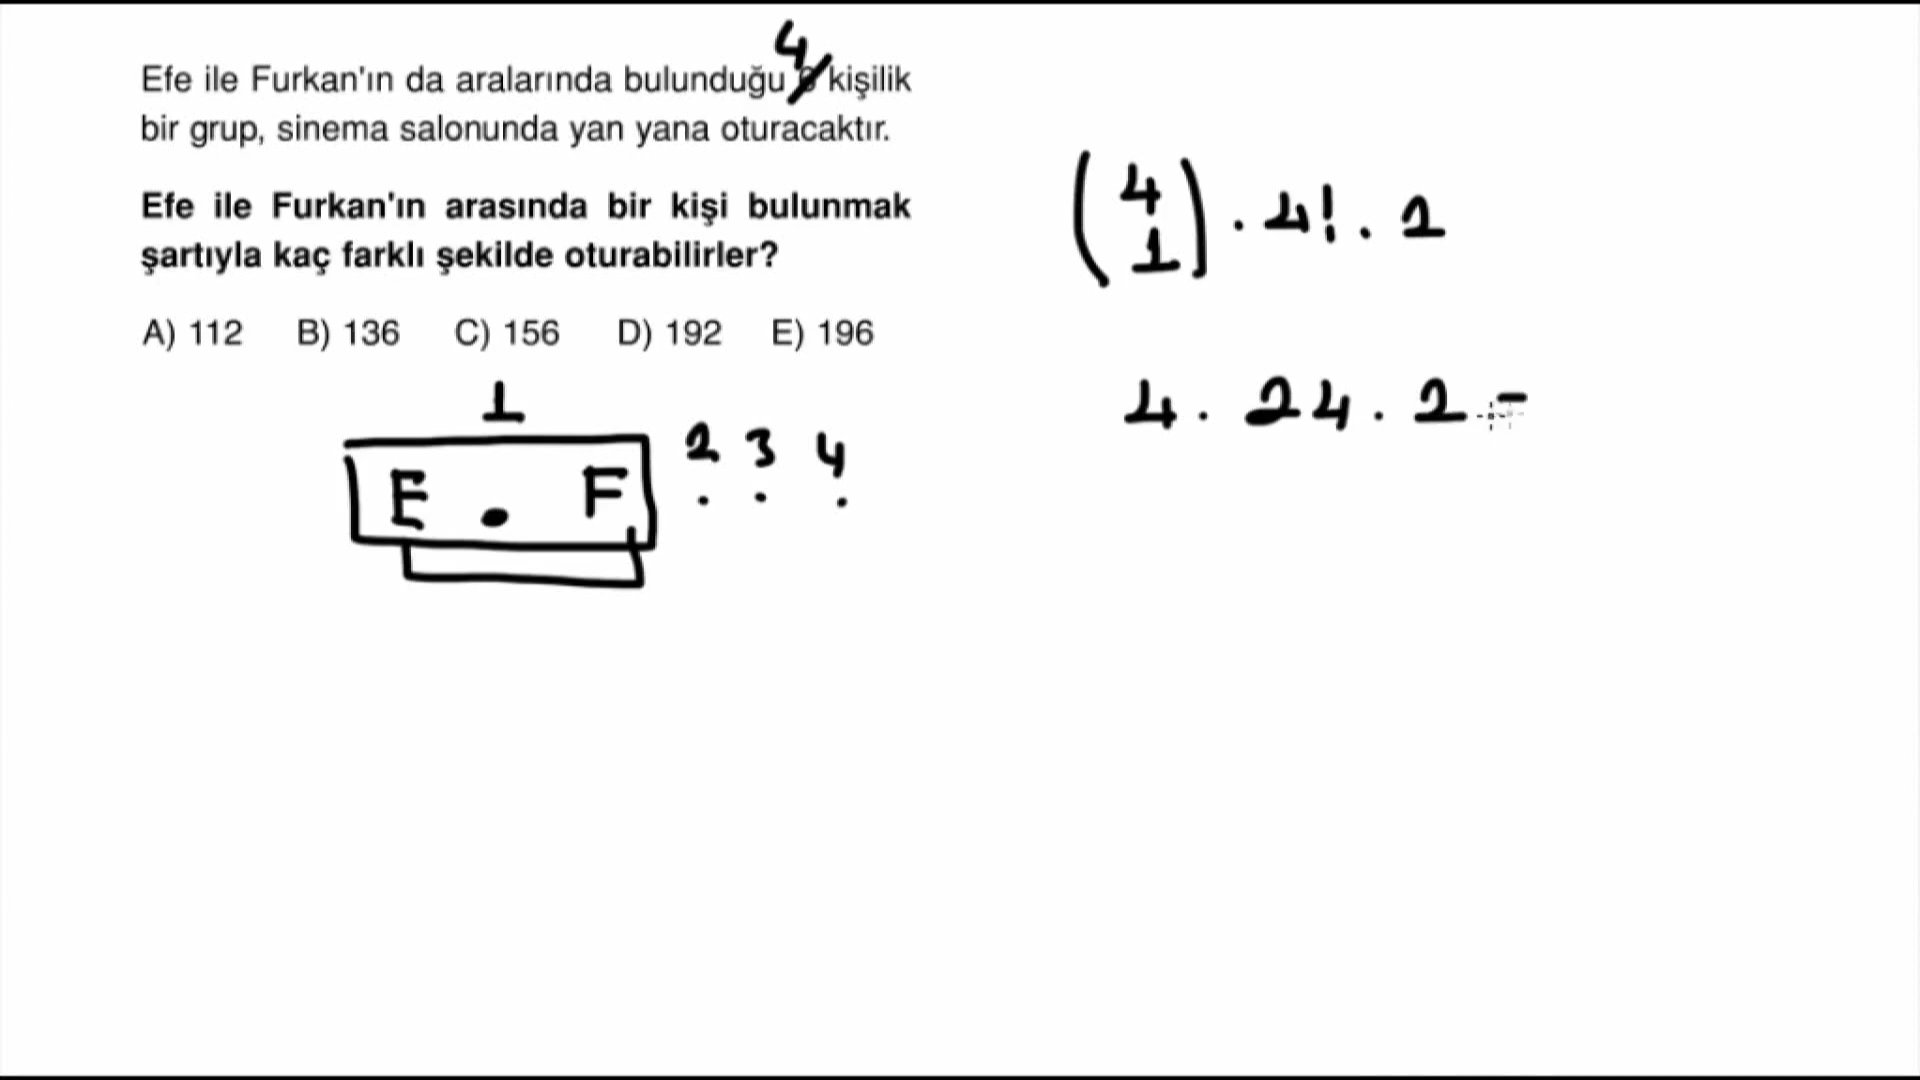 4
Efe ile Furkan'ın da aralarında bulunduğu kişilik
bir grup, sinema salonunda yan yana oturacaktır.
Efe ile Furkan'ın arasında bir kişi bulunmak
şartıyla kaç farklı şekilde oturabilirler?
A) 112 B) 136 C) 156 D) 192 E) 196
1
E . F 2 3 4
(4 1) . 4! . 2
4 . 24 . 2 =